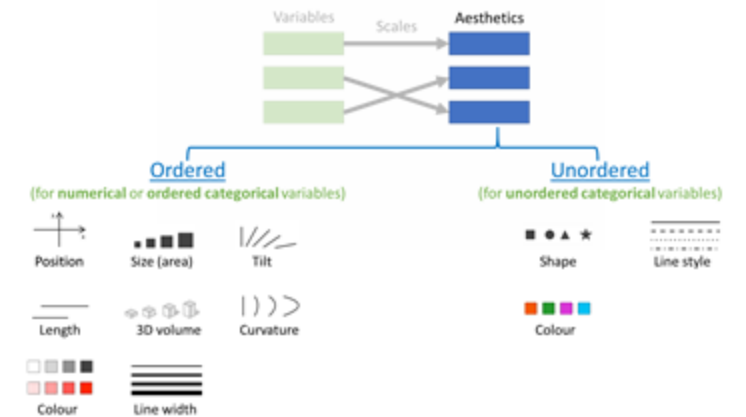 Variables
Scales
Aesthetics
Ordered
(for numerical or ordered categorical variables)
Unordered
(for unordered categorical variables)
Position
Size (area)
Tilt
Shape
Line style
Length
3D volume
Curvature
Colour
Colour
Line width